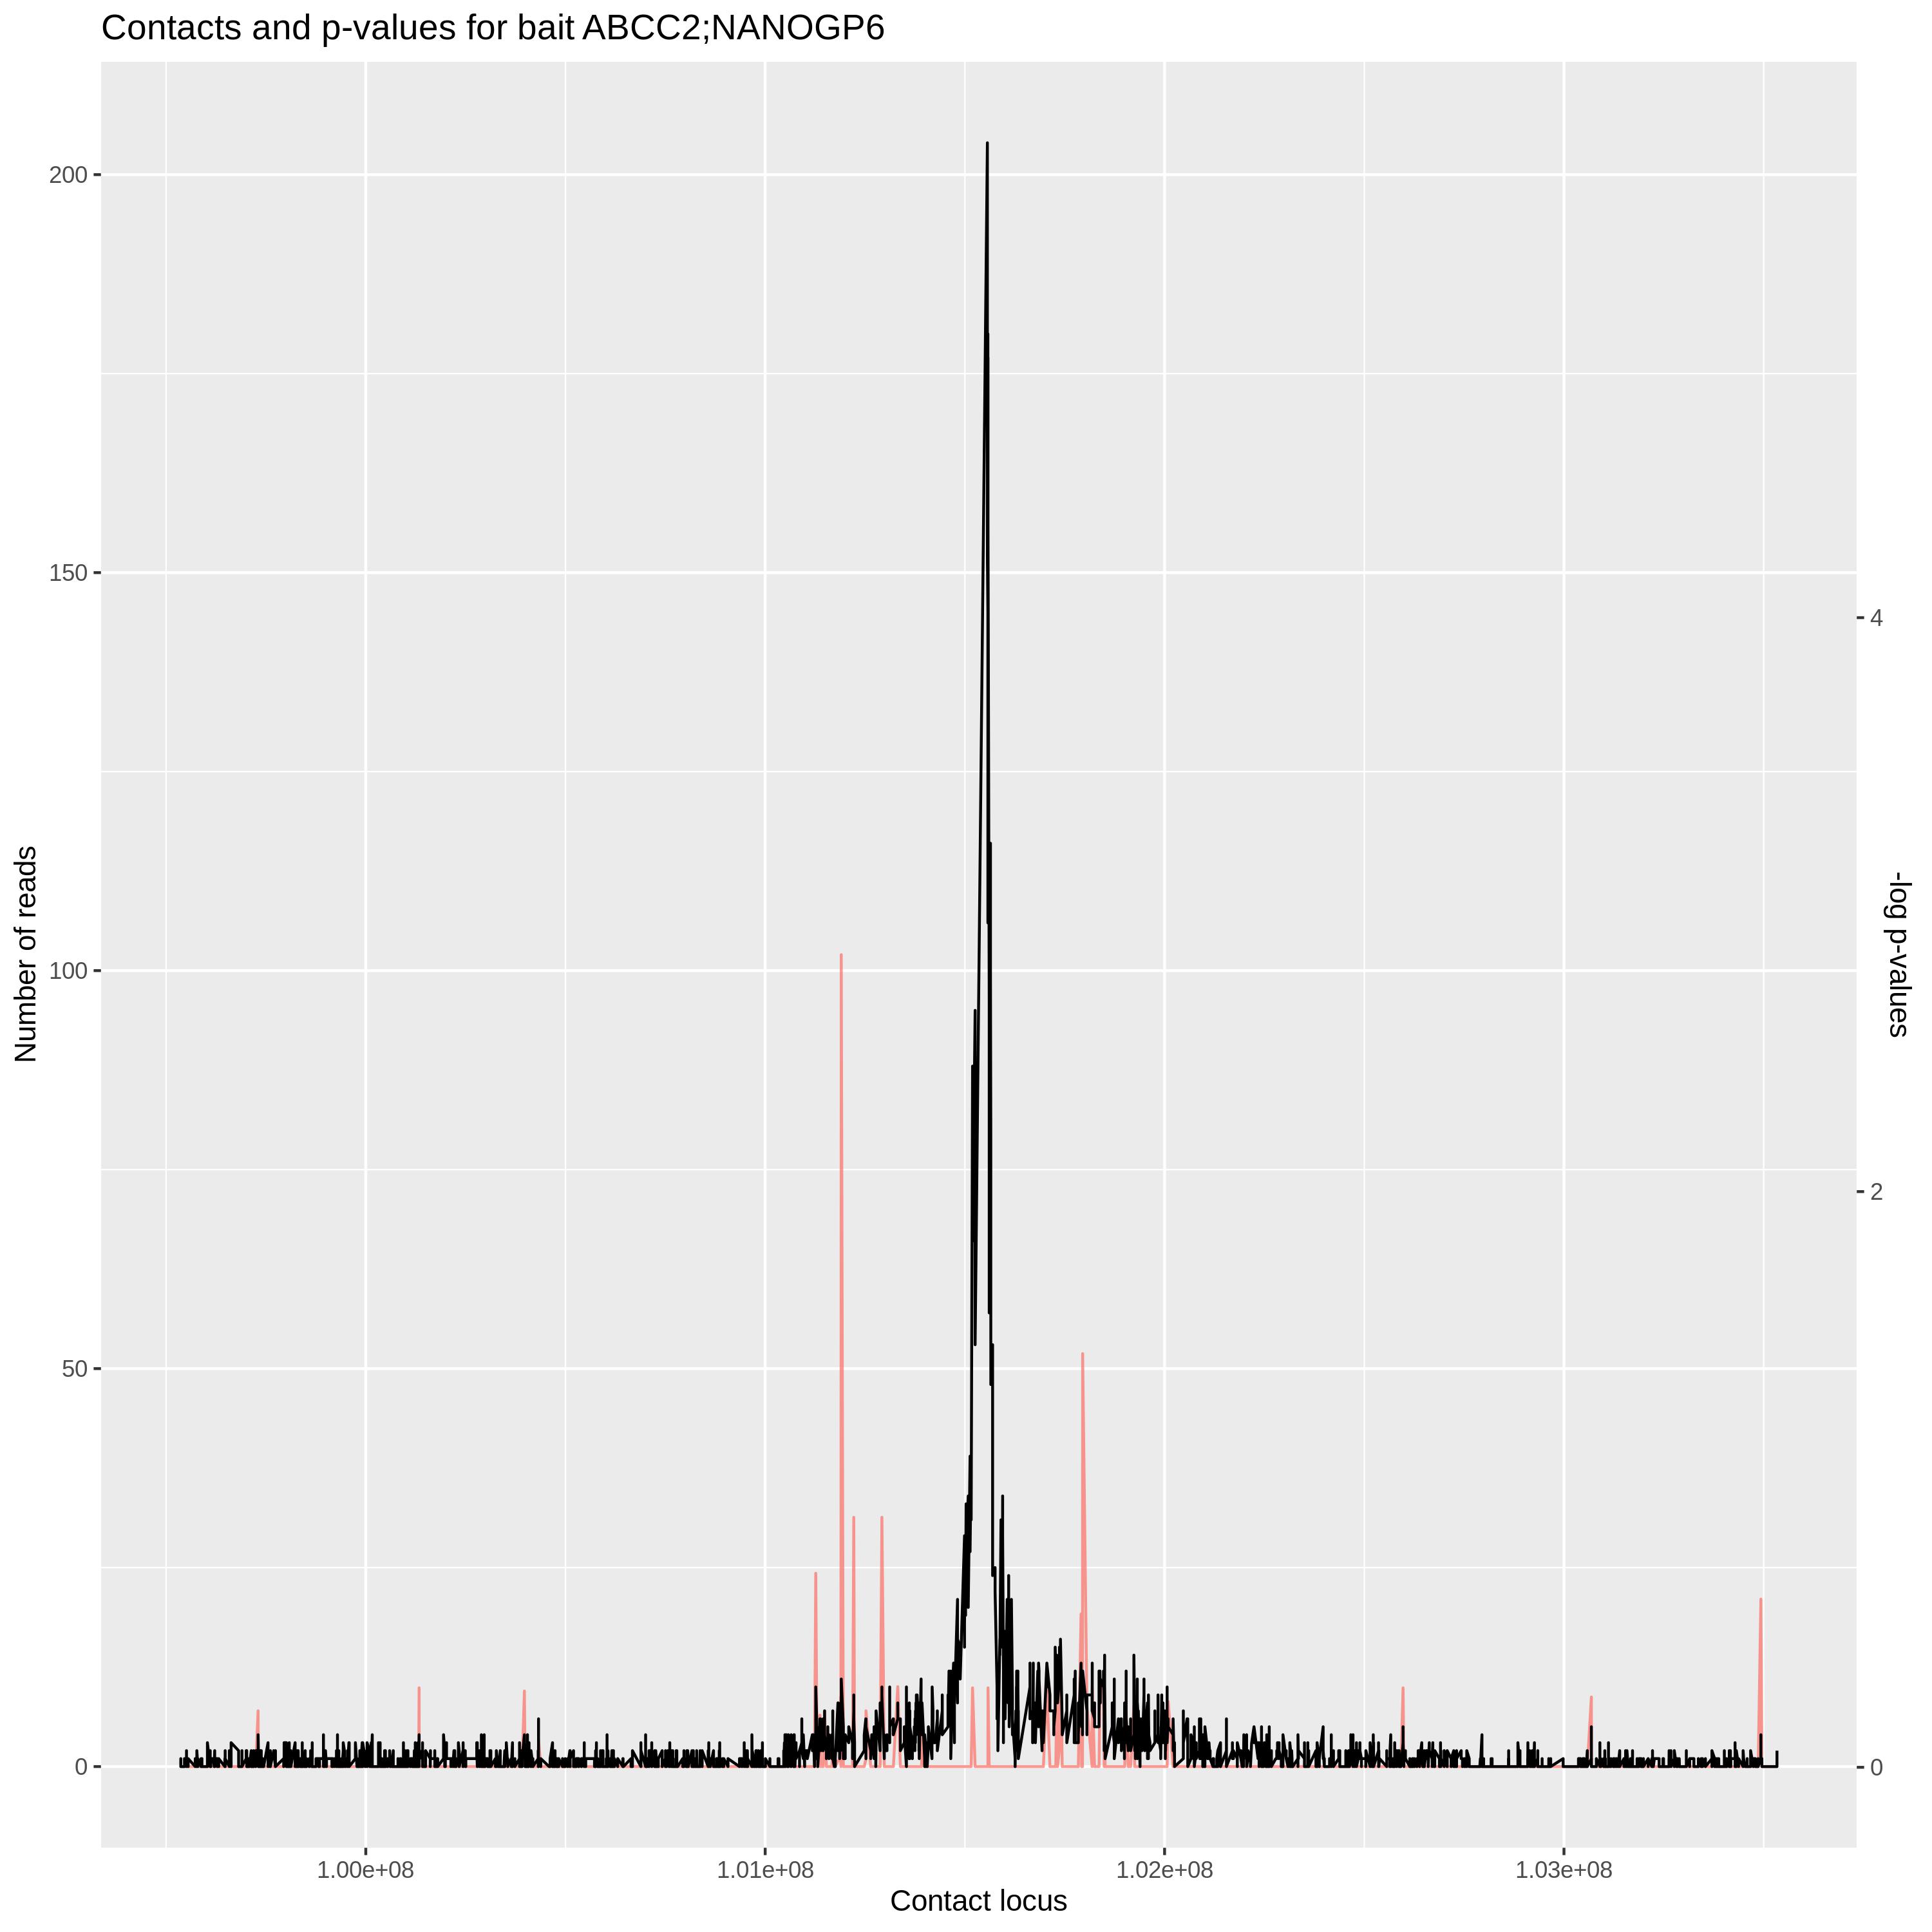 Contacts and p-values for bait ABCC2;NANOGP6
200
150
100
50
0
Number of reads
4
2
0
-log p-values
1.00e+08
1.01e+08
1.02e+08
1.03e+08
Contact locus